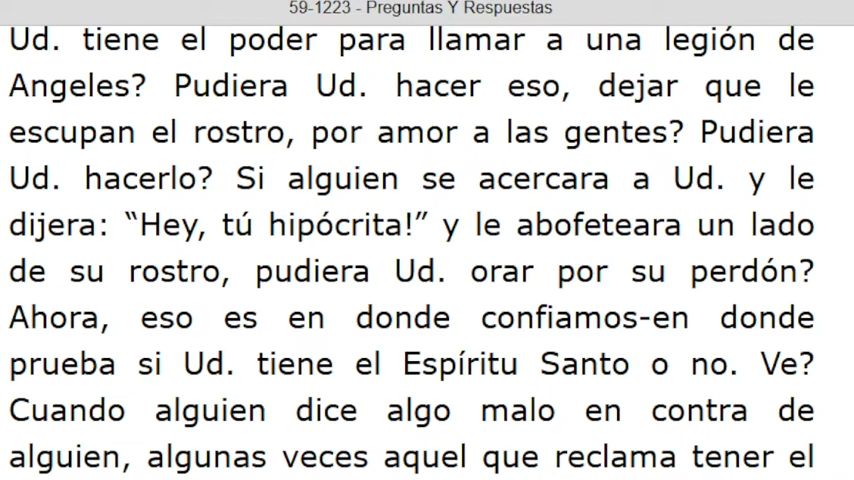 59-1223 - Preguntas Y Respuestas
Ud. tiene el poder para llamar a una legión de
Angeles? Pudiera Ud. hacer eso, dejar que le
escupan el rostro, por amor a las gentes? Pudiera
Ud. hacerlo? Si alguien se acercara a Ud. y le
dijera: “Hey, tú hipócrita!” y le abofeteara un lado
de su rostro, pudiera Ud. orar por su perdón?
Ahora, eso es en donde confiamos-en donde
prueba si Ud. tiene el Espíritu Santo o no. Ve?
Cuando alguien dice algo malo en contra de
alguien, algunas veces aquel que reclama tener el